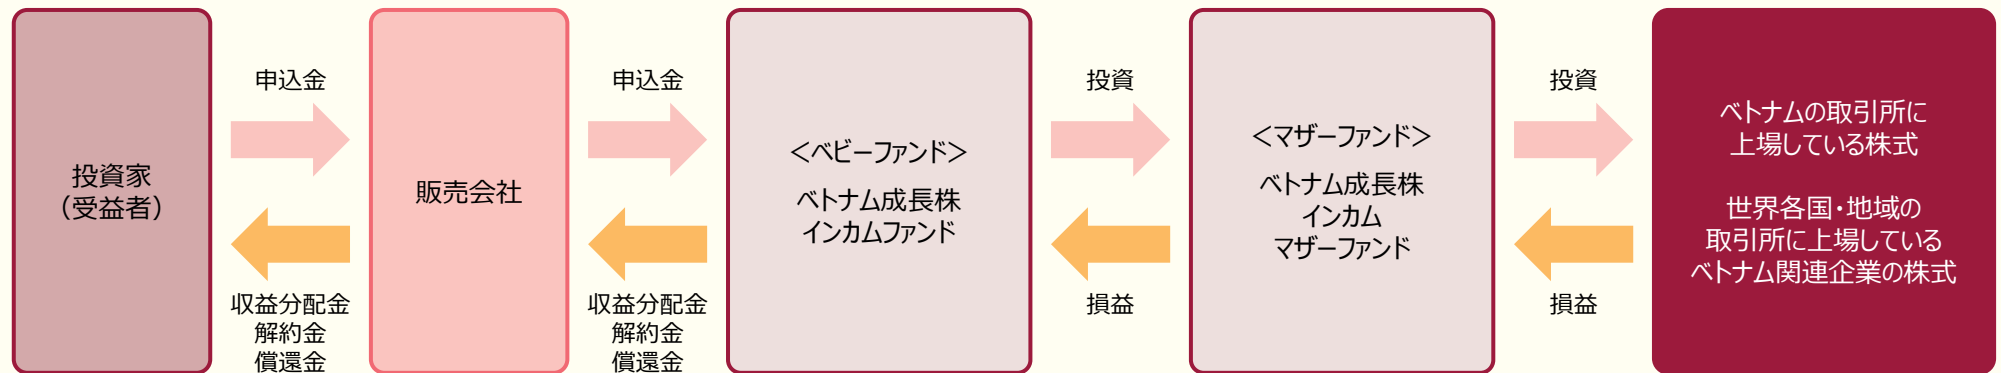 投資家
（受益者）
申込金
収益分配金
解約金
償還金
販売会社
申込金
収益分配金
解約金
償還金
＜ベビーファンド＞
ベトナム成長株
インカムファンド
投資
損益
＜マザーファンド＞
ベトナム成長株
インカム
マザーファンド
投資
損益
ベトナムの取引所に
上場している株式
世界各国・地域の
取引所に上場している
ベトナム関連企業の株式